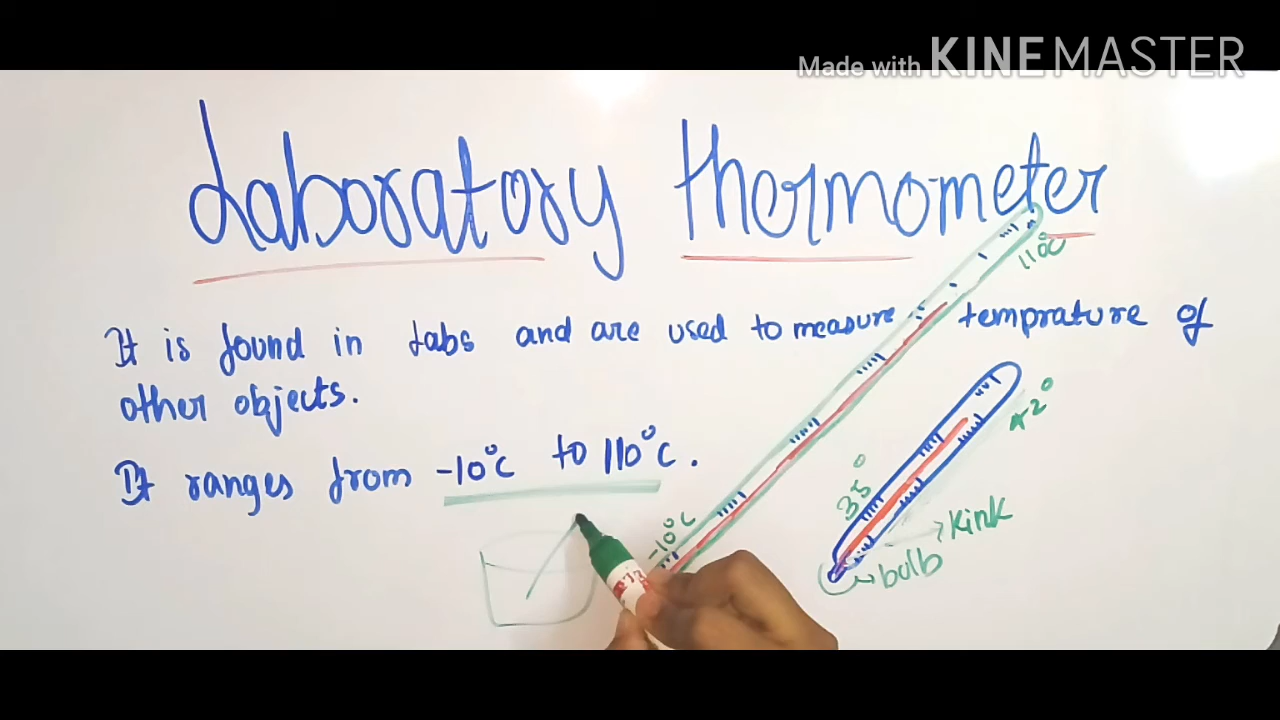 Made with KINEMASTER
Laboratory thermometer
It is found in labs and are used to measure temprature of
other objects.
It ranges from -10°C to 110°C.
110°C
-10°C
35°
42°
kink
bulb